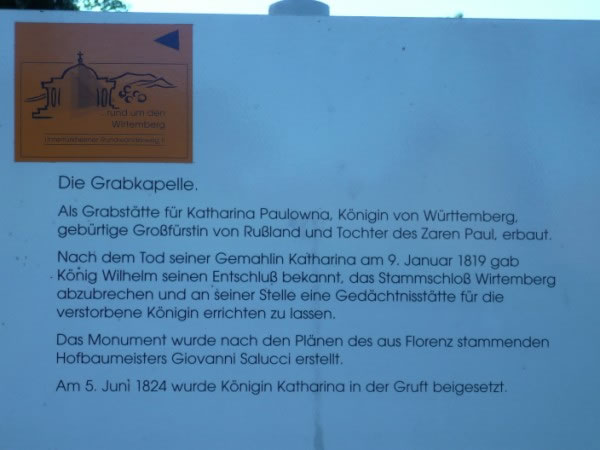 rund um den
Wirtemberg
Untertürkheimer Rundwanderweg 1
Die Grabkapelle.
Als Grabstätte für Katharina Paulowna, Königin von Württemberg,
gebürtige Großfürstin von Rußland und Tochter des Zaren Paul, erbaut.
Nach dem Tod seiner Gemahlin Katharina am 9. Januar 1819 gab
König Wilhelm seinen Entschluß bekannt, das Stammschloß Wirtemberg
abzubrechen und an seiner Stelle eine Gedächtnisstätte für die
verstorbene Königin errichten zu lassen.
Das Monument wurde nach den Plänen des aus Florenz stammenden
Hofbaumeisters Giovanni Salucci erstellt.
Am 5. Juni 1824 wurde Königin Katharina in der Gruft beigesetzt.